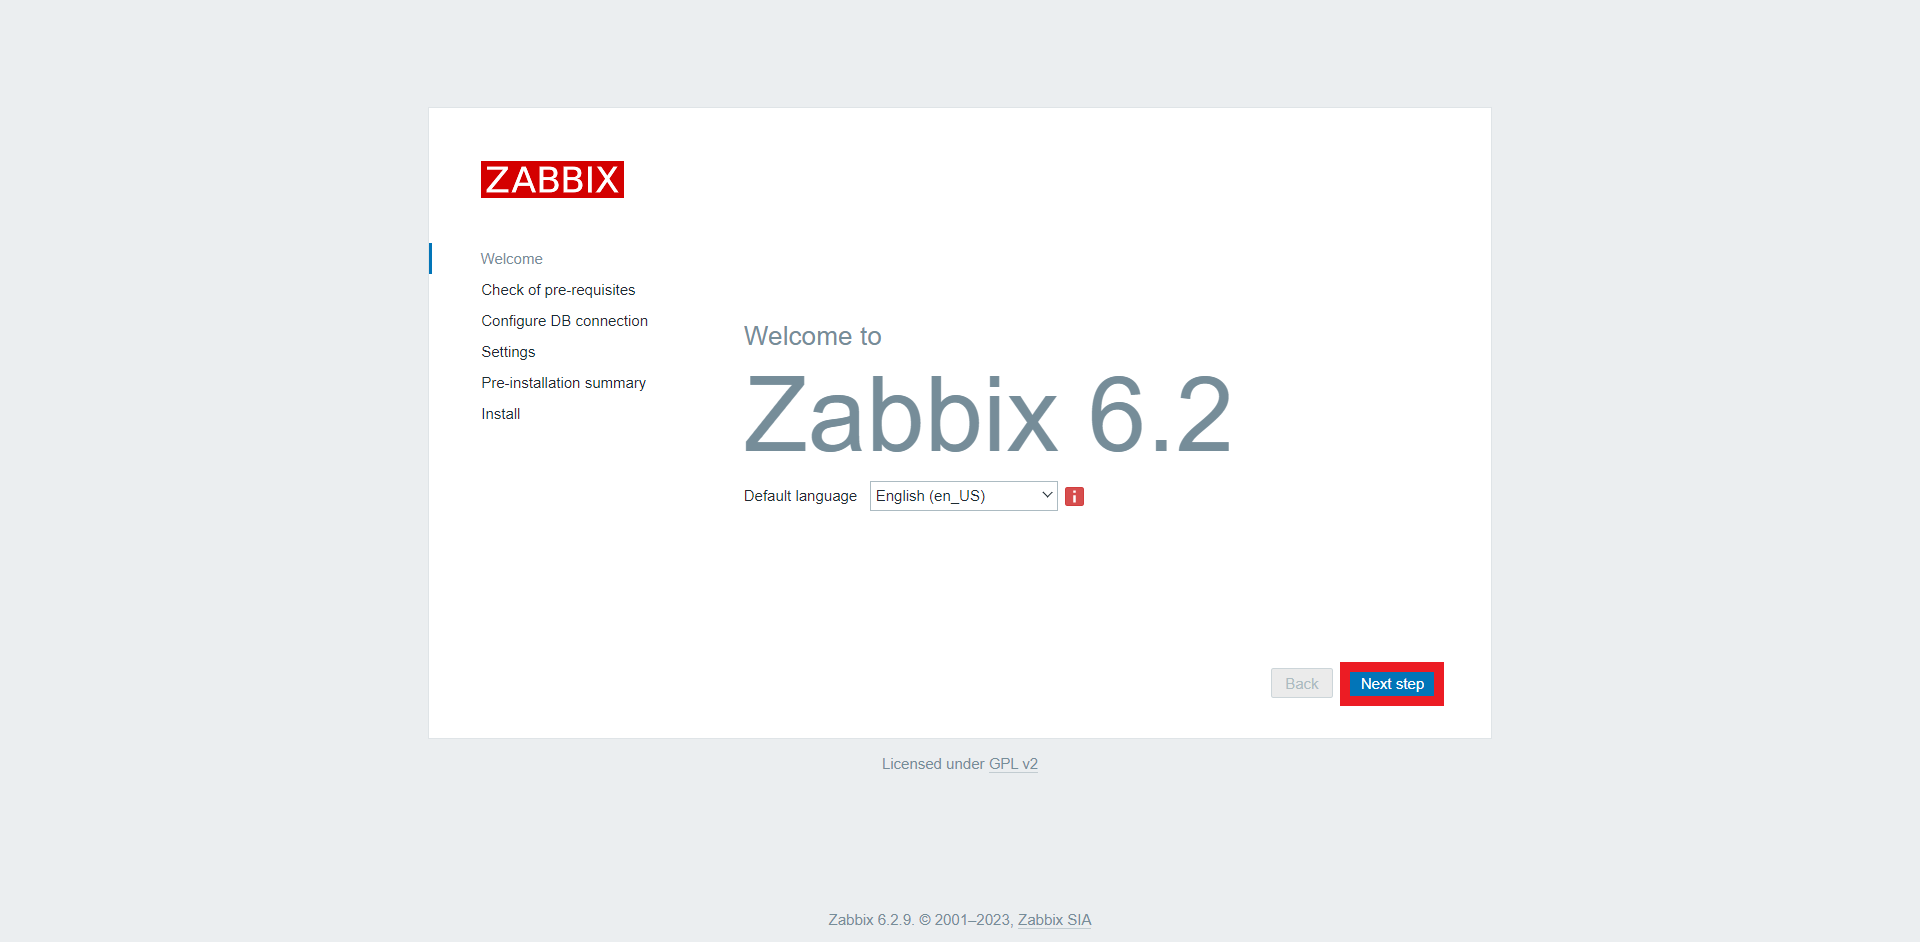 ZABBIX
Welcome
Check of pre-requisites
Configure DB connection
Settings
Pre-installation summary
Install
Welcome to
Zabbix 6.2
Default language English (en_US) i
Back Next step
Licensed under GPL v2
Zabbix 6.2.9. © 2001–2023, Zabbix SIA